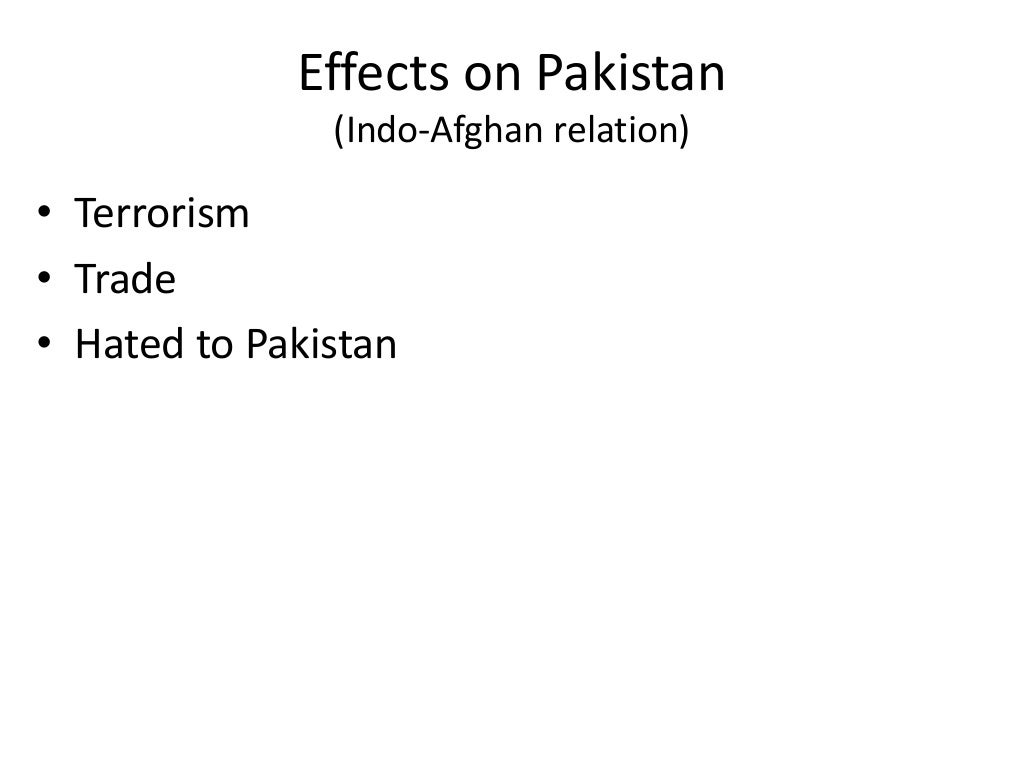 Effects on Pakistan
(Indo-Afghan relation)
• Terrorism
• Trade
• Hated to Pakistan